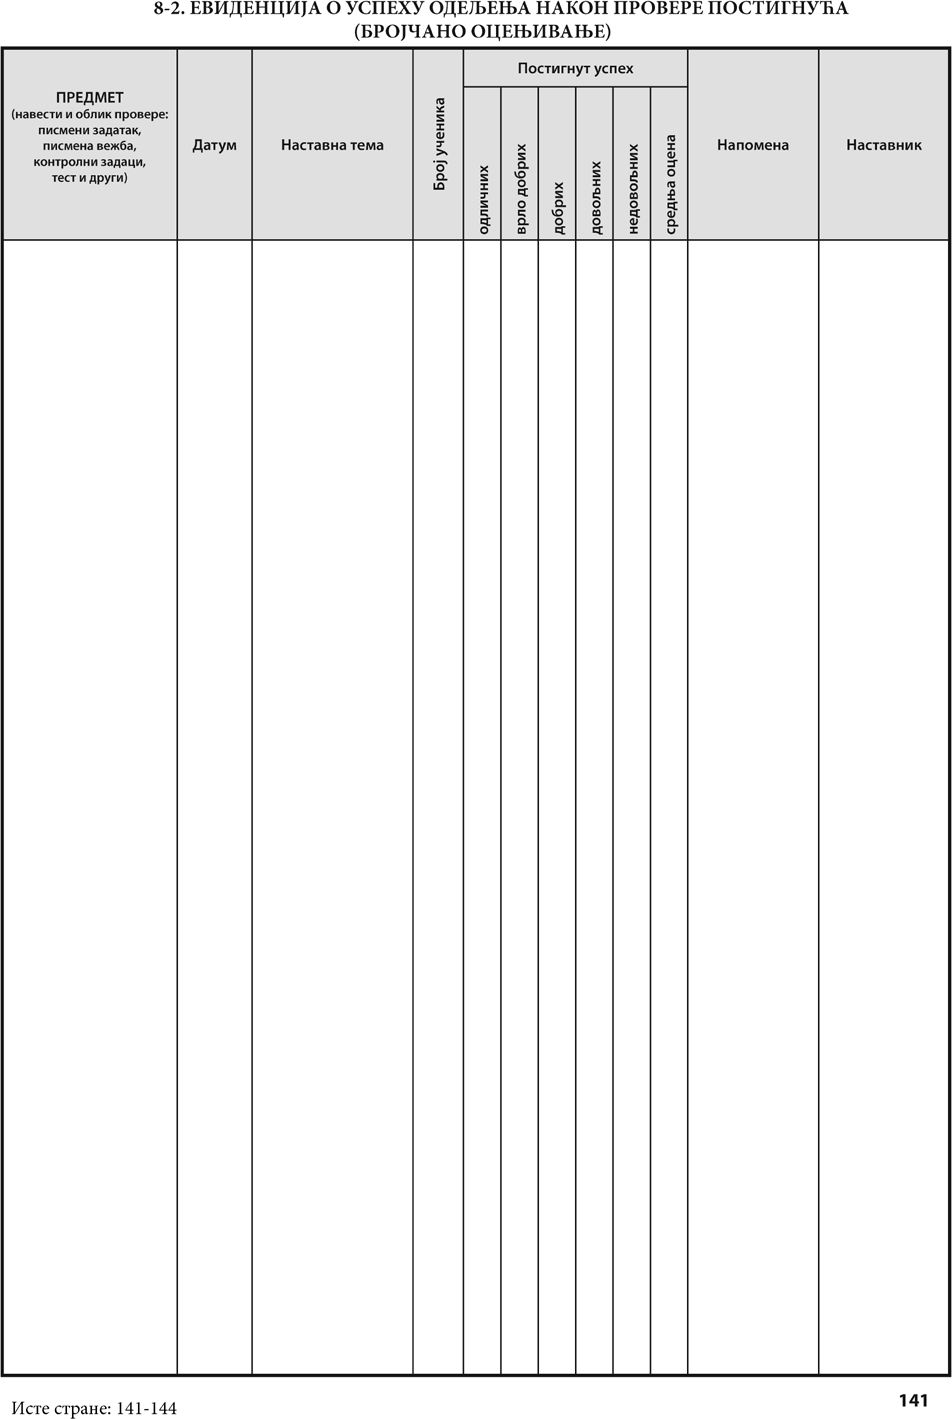 8-2. ЕВИДЕНЦИЈА О УСПЕХУ ОДЕЉЕЊА НАКОН ПРОВЕРЕ ПОСТИГНУЋА
(БРОЈЧАНО ОЦЕЊИВАЊЕ)
ПРЕДМЕТ
(навести и облик провере:
писмени задатак,
писмена вежба,
контролни задаци,
тест и други)
Датум
Наставна тема
Број ученика
Постигнут успех
одличних
врло добрих
добрих
довољних
недовољних
средња оцена
Напомена
Наставник
Исте стране: 141-144
141